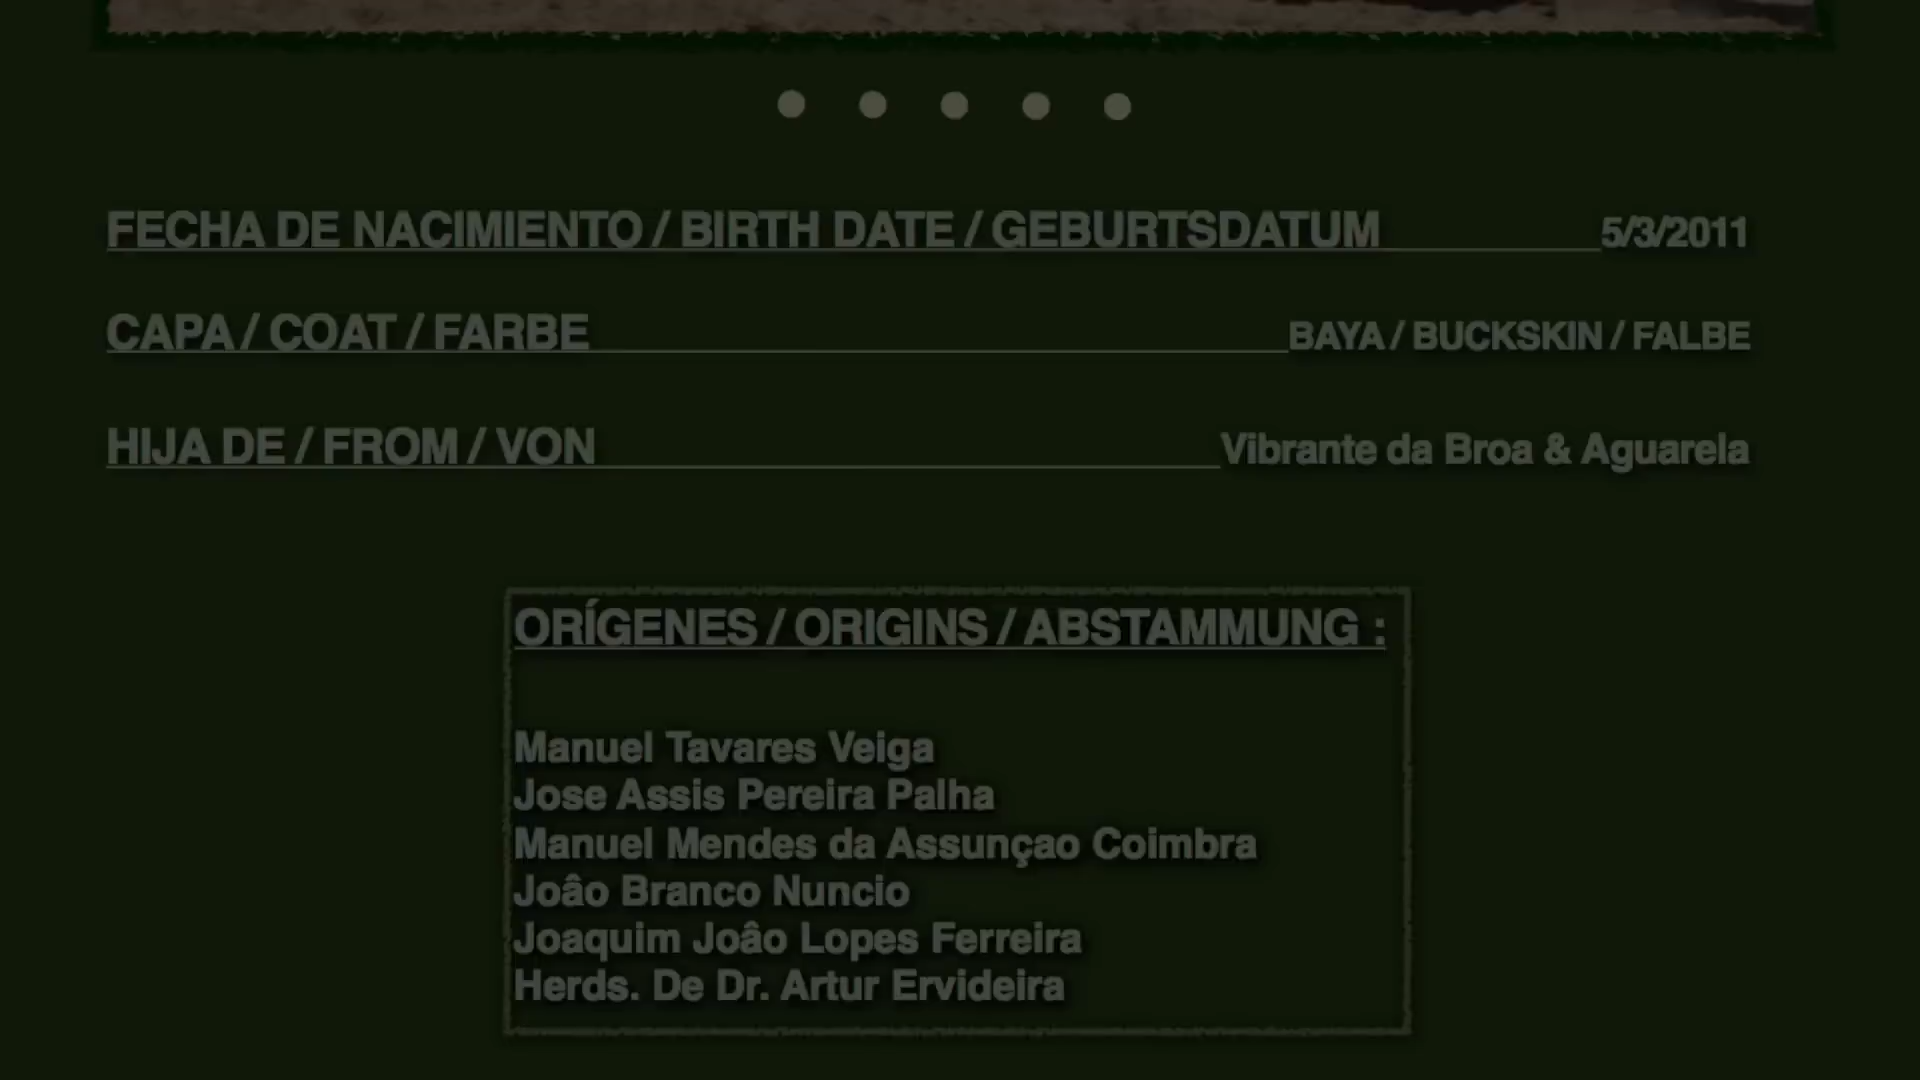 FECHA DE NACIMIENTO / BIRTH DATE / GEBURTSDATUM 5/3/2011
CAPA / COAT / FARBE BAYA / BUCKSKIN / FALBE
HIJA DE / FROM / VON Vibrante da Broa & Aguarela
ORÍGENES / ORIGINS / ABSTAMMUNG :
Manuel Tavares Veiga
Jose Assis Pereira Palha
Manuel Mendes da Assunçao Coimbra
Joâo Branco Nuncio
Joaquim Joâo Lopes Ferreira
Herds. De Dr. Artur Ervideira